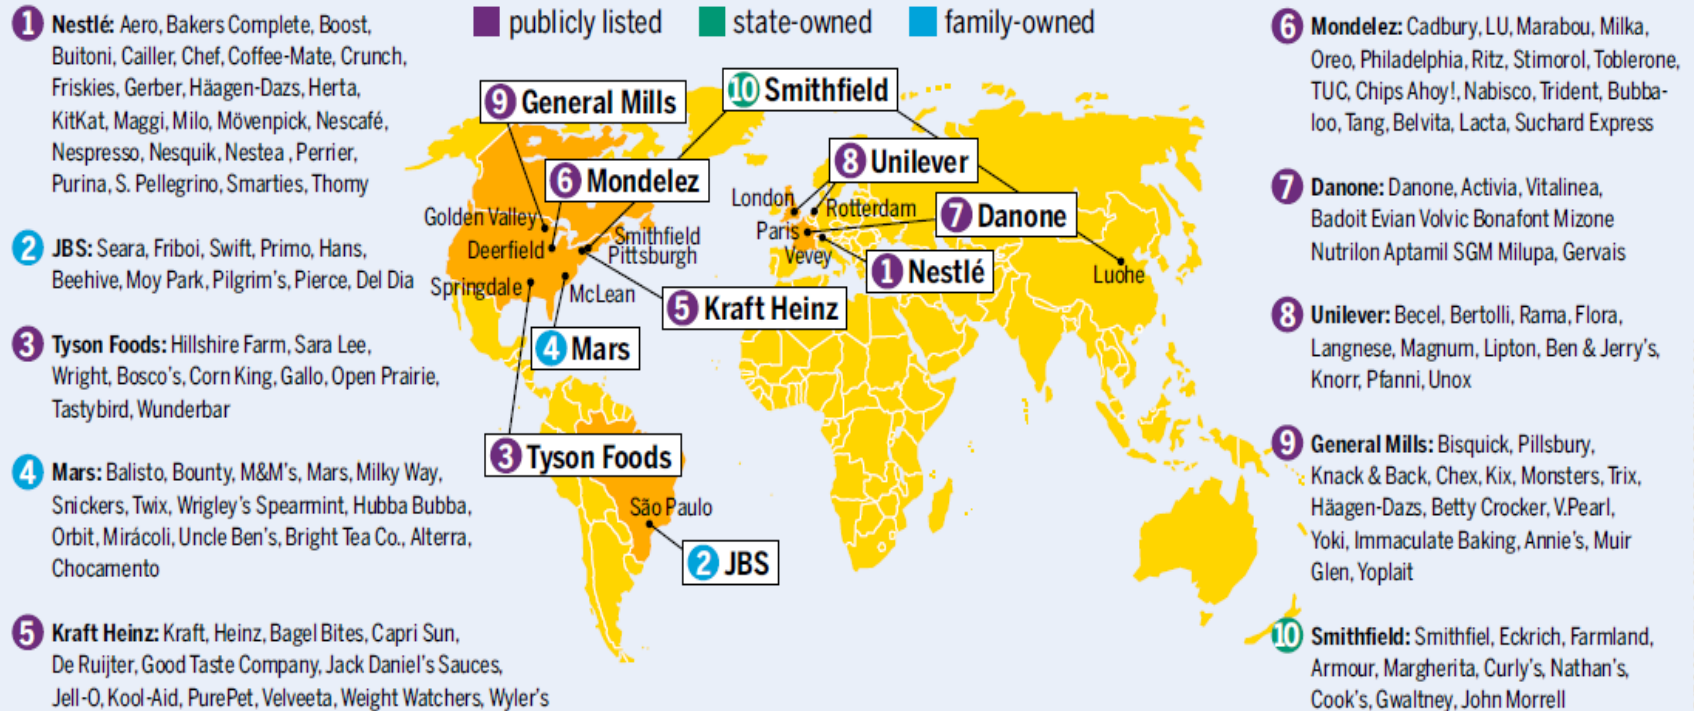 1 Nestlé: Aero, Bakers Complete, Boost,
Buitoni, Cailler, Chef, Coffee-Mate, Crunch,
Friskies, Gerber, Häagen-Dazs, Herta,
KitKat, Maggi, Milo, Mövenpick, Nescafé,
Nespresso, Nesquik, Nestea , Perrier,
Purina, S. Pellegrino, Smarties, Thomy
2 JBS: Seara, Friboi, Swift, Primo, Hans,
Beehive, Moy Park, Pilgrim's, Pierce, Del Dia
3 Tyson Foods: Hillshire Farm, Sara Lee,
Wright, Bosco's, Corn King, Gallo, Open Prairie,
Tastybird, Wunderbar
4 Mars: Balisto, Bounty, M&M's, Mars, Milky Way,
Snickers, Twix, Wrigley's Spearmint, Hubba Bubba,
Orbit, Mirácoli, Uncle Ben's, Bright Tea Co., Alterra,
Chocamento
5 Kraft Heinz: Kraft, Heinz, Bagel Bites, Capri Sun,
De Ruijter, Good Taste Company, Jack Daniel's Sauces,
Jell-O, Kool-Aid, PurePet, Velveeta, Weight Watchers, Wyler's
publicly listed
state-owned
family-owned
9 General Mills
10 Smithfield
6 Mondelez
8 Unilever
London
Rotterdam
7 Danone
Golden Valley
Paris
Smithfield
Deerfield
Pittsburgh
Vevey
1 Nestlé
Luohe
Springdale
McLean
5 Kraft Heinz
4 Mars
3 Tyson Foods
São Paulo
2 JBS
6 Mondelez: Cadbury, LU, Marabou, Milka,
Oreo, Philadelphia, Ritz, Stimorol, Toblerone,
TUC, Chips Ahoy!, Nabisco, Trident, Bubba-
loo, Tang, Belvita, Lacta, Suchard Express
7 Danone: Danone, Activia, Vitalinea,
Badoit Evian Volvic Bonafont Mizone
Nutrilon Aptamil SGM Milupa, Gervais
8 Unilever: Becel, Bertolli, Rama, Flora,
Langnese, Magnum, Lipton, Ben & Jerry's,
Knorr, Pfanni, Unox
9 General Mills: Bisquick, Pillsbury,
Knack & Back, Chex, Kix, Monsters, Trix,
Häagen-Dazs, Betty Crocker, V.Pearl,
Yoki, Immaculate Baking, Annie's, Muir
Glen, Yoplait
10 Smithfield: Smithfiel, Eckrich, Farmland,
Armour, Margherita, Curly's, Nathan's,
Cook's, Gwaltney, John Morrell